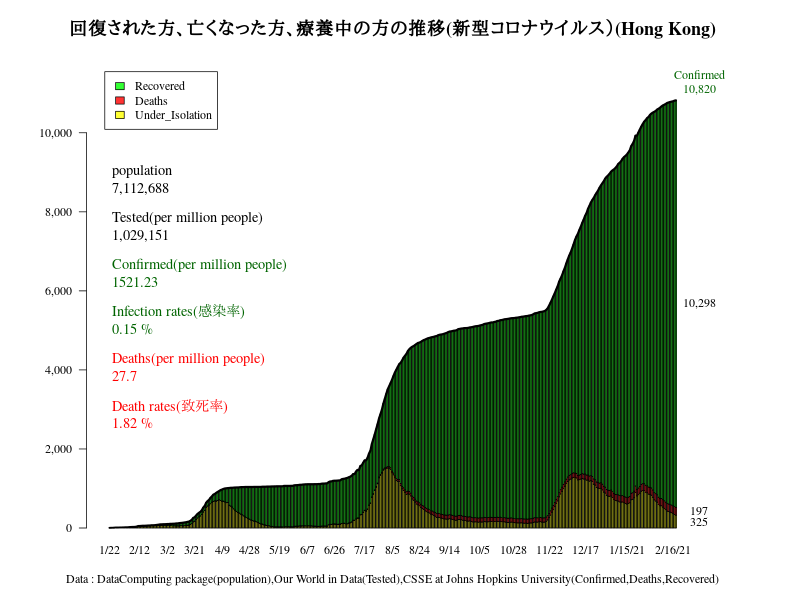 回復された方、亡くなった方、療養中の方の推移(新型コロナウイルス）(Hong Kong)
Confirmed
10,820
Recovered
Deaths
Under_Isolation
10,000
8,000
6,000
4,000
2,000
0
population
7,112,688
Tested(per million people)
1,029,151
Confirmed(per million people)
1521.23
Infection rates(感染率)
0.15 %
Deaths(per million people)
27.7
Death rates(致死率)
1.82 %
10,298
197
325
1/22 2/12 3/2 3/21 4/9 4/28 5/19 6/7 6/26 7/17 8/5 8/24 9/14 10/5 10/28 11/22 12/17 1/15/21 2/16/21
Data : DataComputing package(population),Our World in Data(Tested),CSSE at Johns Hopkins University(Confirmed,Deaths,Recovered)